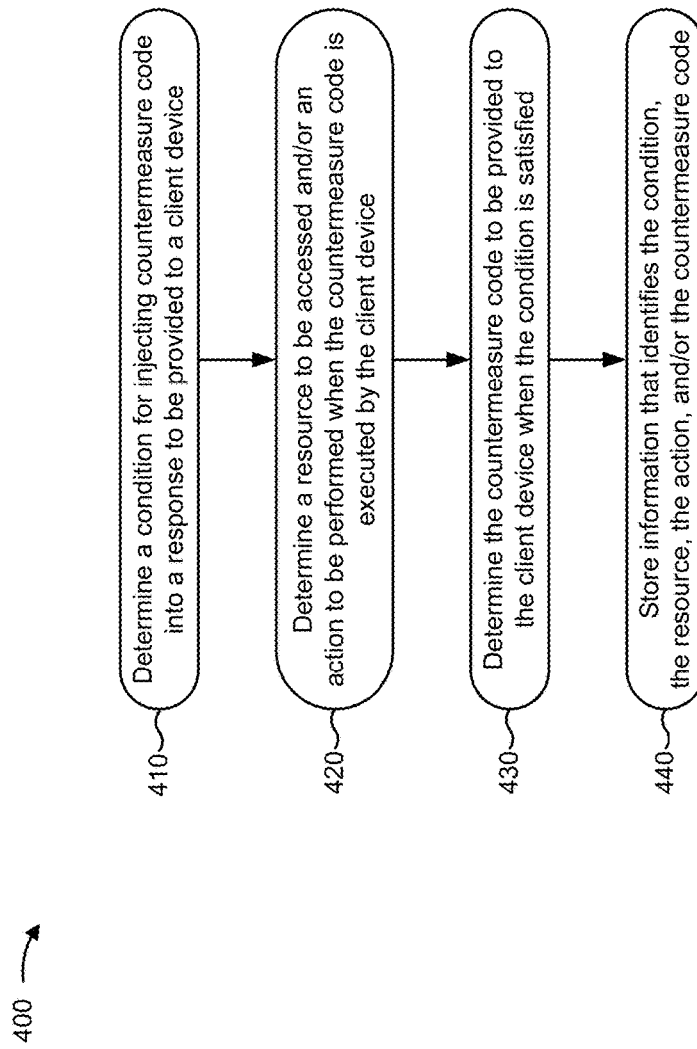 400
410
Determine a condition for injecting countermeasure code
into a response to be provided to a client device
420
Determine a resource to be accessed and/or an
action to be performed when the countermeasure code is
executed by the client device
430
Determine the countermeasure code to be provided to
the client device when the condition is satisfied
440
Store information that identifies the condition,
the resource, the action, and/or the countermeasure code